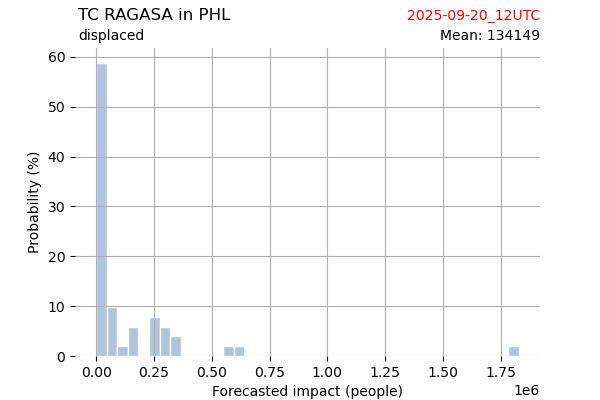 TC RAGASA in PHL
2025-09-20_12UTC
displaced
Mean: 134149
60
50
40
30
20
10
0
Probability (%)
0.00 0.25 0.50 0.75 1.00 1.25 1.50 1.75
1e6
Forecasted impact (people)